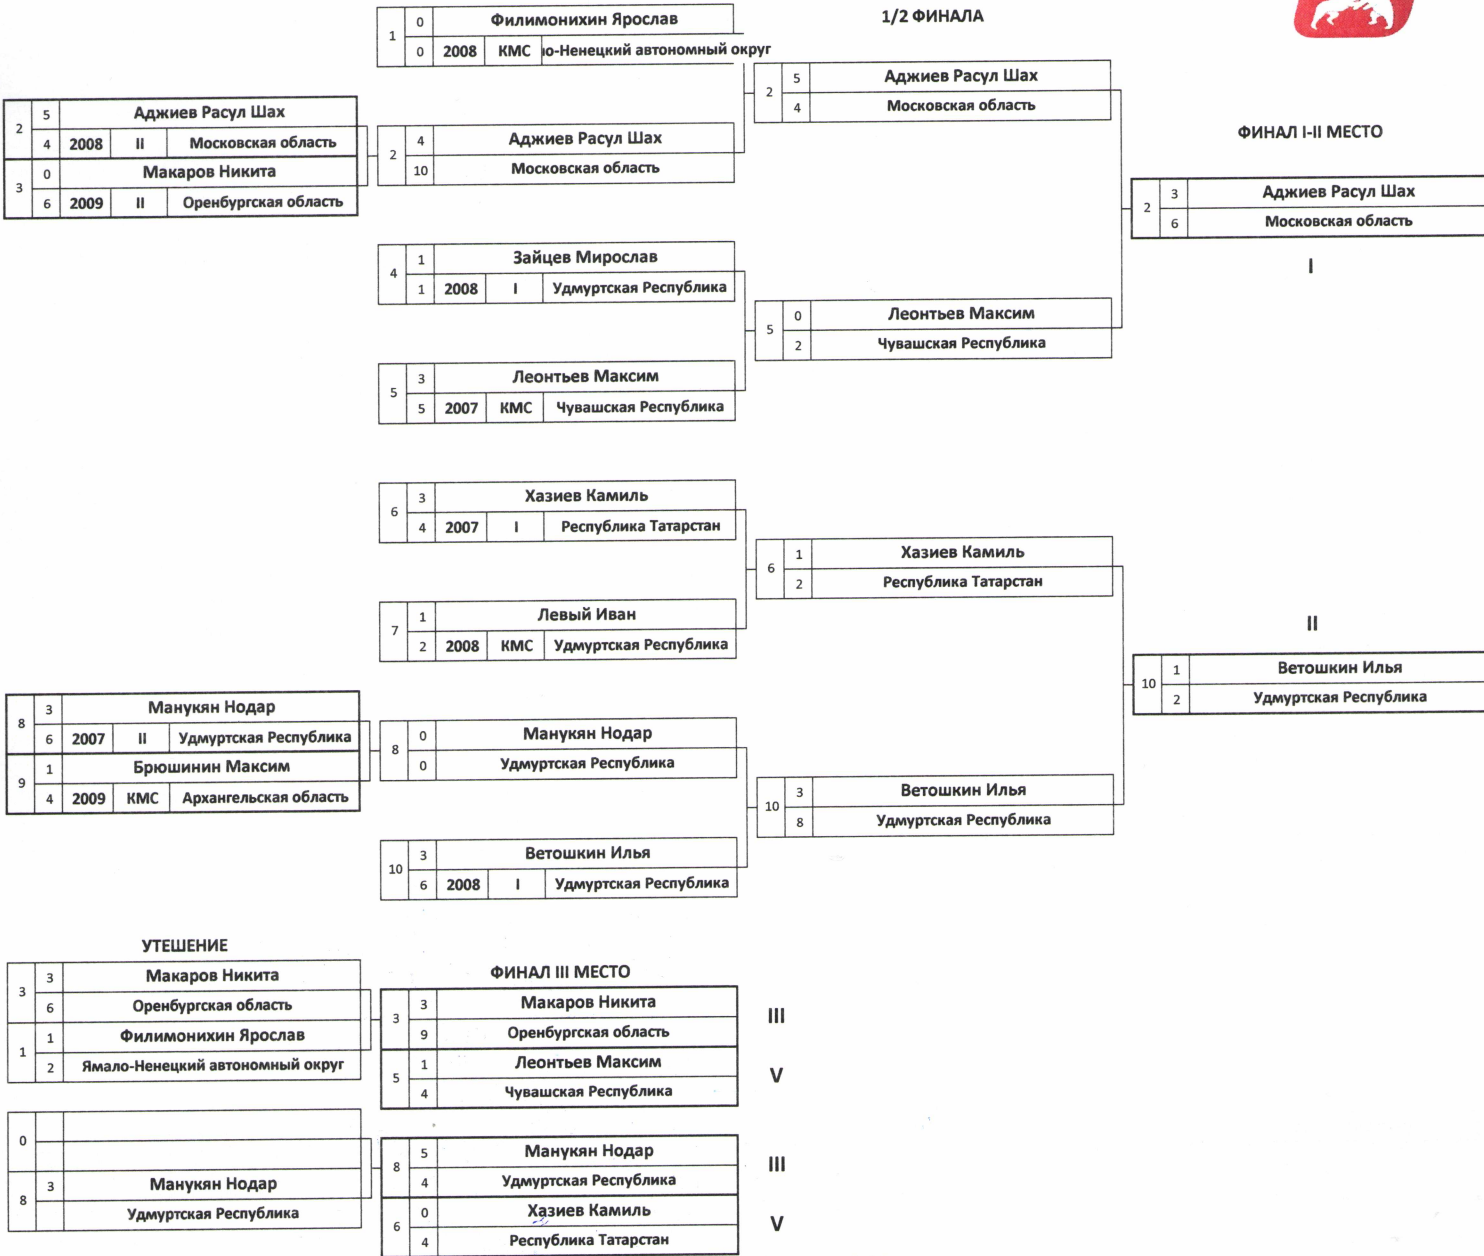 1/2 ФИНАЛА
1 0 Филимонихин Ярослав
0 2008 КМС ю-Ненецкий автономный округ
2 5 Аджиев Расул Шах
4 Московская область
2 5 Аджиев Расул Шах
4 2008 II Московская область
3 0 Макаров Никита
6 2009 II Оренбургская область
2 4 Аджиев Расул Шах
10 Московская область
ФИНАЛ I-II МЕСТО
2 3 Аджиев Расул Шах
6 Московская область
I
4 1 Зайцев Мирослав
1 2008 I Удмуртская Республика
5 0 Леонтьев Максим
2 Чувашская Республика
5 3 Леонтьев Максим
5 2007 КМС Чувашская Республика
6 3 Хазиев Камиль
4 2007 I Республика Татарстан
6 1 Хазиев Камиль
2 Республика Татарстан
7 1 Левый Иван
2 2008 КМС Удмуртская Республика
II
10 1 Ветошкин Илья
2 Удмуртская Республика
8 3 Манукян Нодар
6 2007 II Удмуртская Республика
9 1 Брюшинин Максим
4 2009 КМС Архангельская область
8 0 Манукян Нодар
0 Удмуртская Республика
10 3 Ветошкин Илья
8 Удмуртская Республика
10 3 Ветошкин Илья
6 2008 I Удмуртская Республика
УТЕШЕНИЕ
3 3 Макаров Никита
6 Оренбургская область
1 1 Филимонихин Ярослав
2 Ямало-Ненецкий автономный округ
ФИНАЛ III МЕСТО
3 3 Макаров Никита
9 Оренбургская область
III
5 1 Леонтьев Максим
4 Чувашская Республика
V
0
8 3 Манукян Нодар
Удмуртская Республика
8 5 Манукян Нодар
4 Удмуртская Республика
III
6 0 Хазиев Камиль
4 Республика Татарстан
V